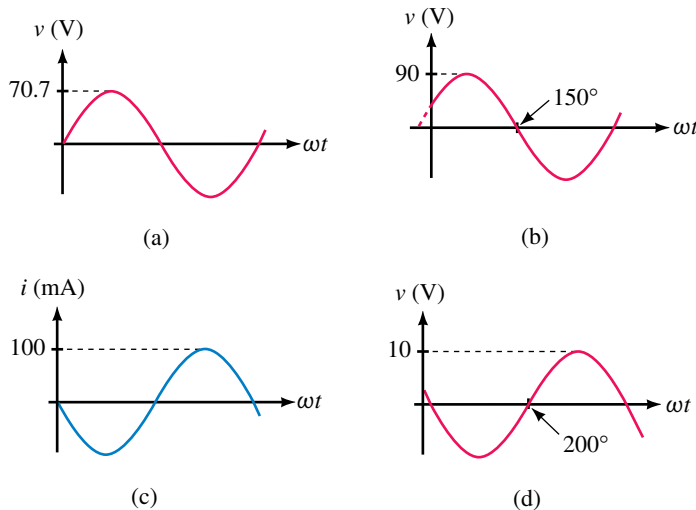 v (V)
70.7
ωt
(a)
v (V)
90
150°
ωt
(b)
i (mA)
100
ωt
(c)
v (V)
10
200°
ωt
(d)